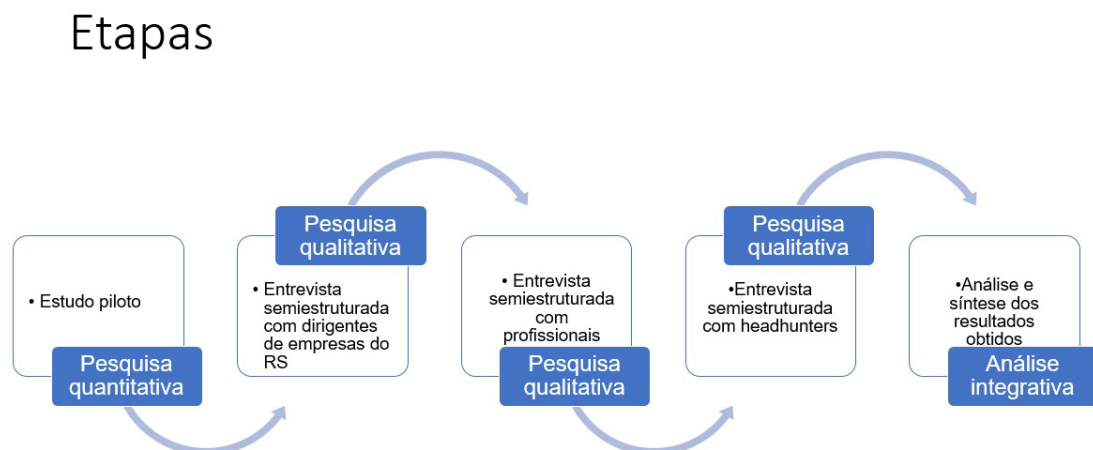 Etapas
• Estudo piloto
Pesquisa
quantitativa
Pesquisa
qualitativa
• Entrevista
semiestruturada
com dirigentes
de empresas do
RS
• Entrevista
semiestruturada
com
profissionais
Pesquisa
qualitativa
Pesquisa
qualitativa
•Entrevista
semiestruturada
com headhunters
•Análise e
síntese dos
resultados
obtidos
Análise
integrativa